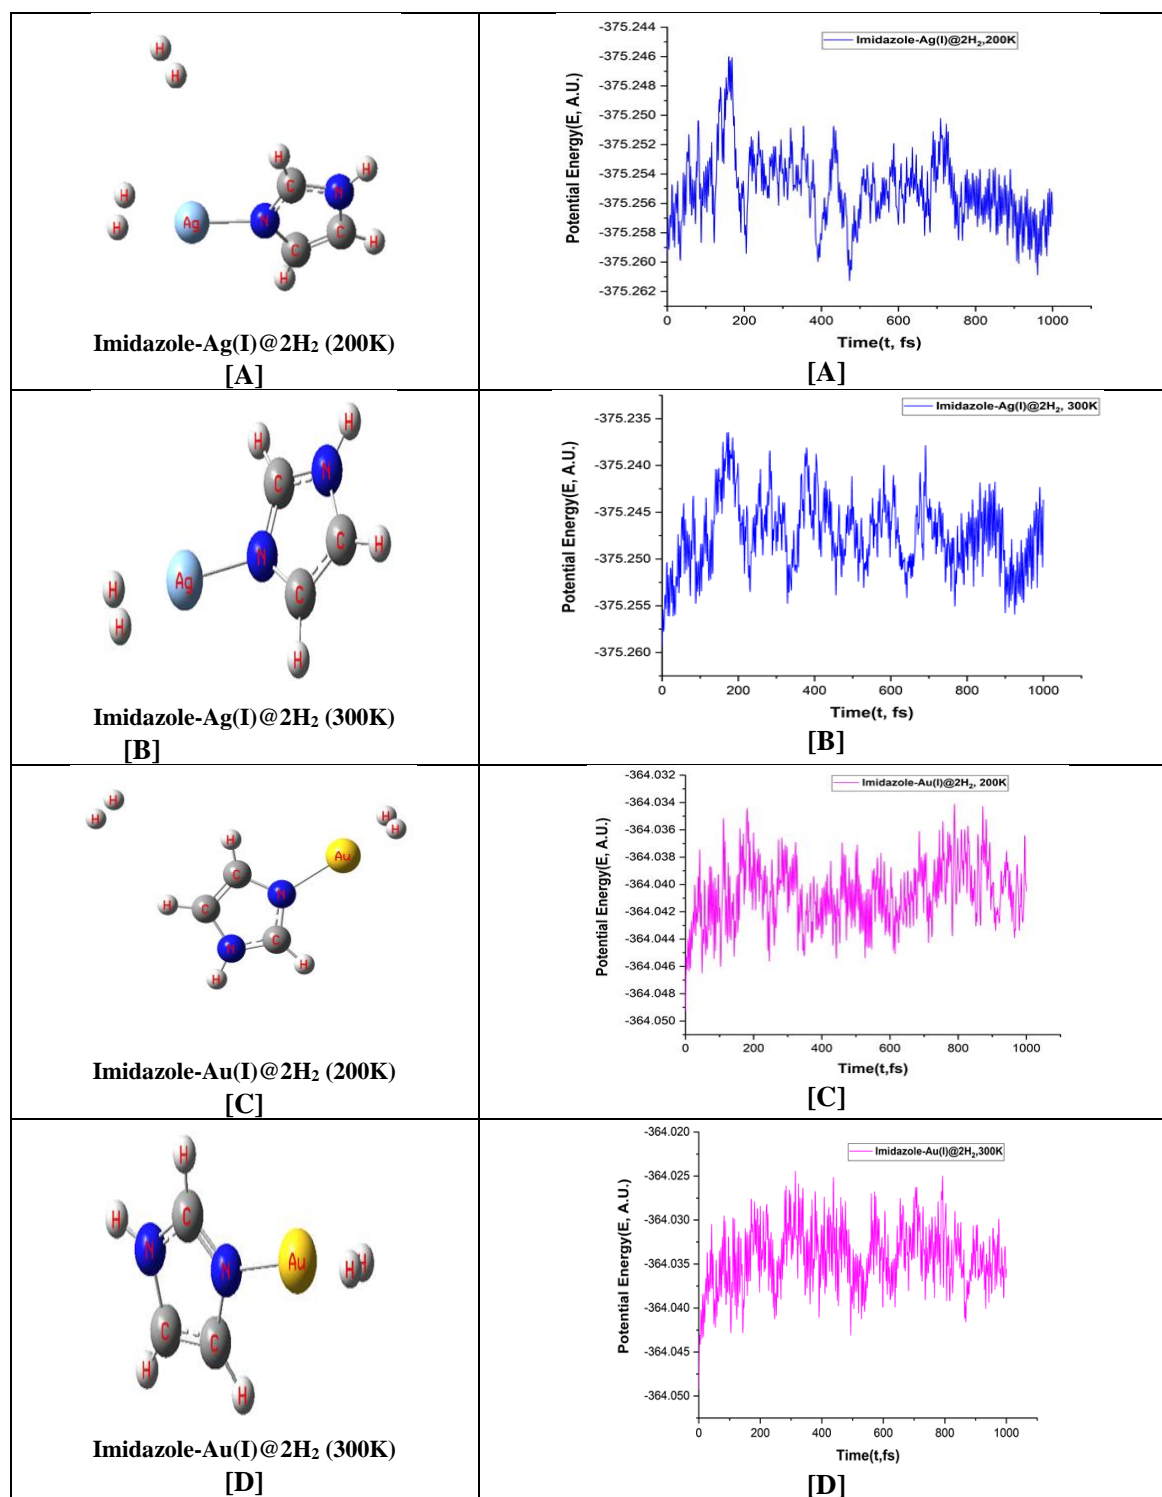 H
H
H
H
H
C
N
H
Ag
N
C
C
H
H
Imidazole-Ag(I)@2H₂ (200K)
[A]
-375.244
-375.246
-375.250
-375.252
-375.254
-375.256
-375.258
-375.260
-375.262
Potential Energy(E, A.U.)
Imidazole-Ag(I)@2H₂,200K
0
200
400
600
800
1000
Time(t, fs)
[A]
H
H
C
N
N
C
H
Ag
C
H
H
H
Imidazole-Ag(I)@2H₂ (300K)
[B]
-375.235
-375.240
-375.245
-375.250
-375.255
-375.260
Potential Energy(E, A.U.)
Imidazole-Ag(I)@2H₂, 300K
0
200
400
600
800
1000
Time(t, fs)
[B]
H
H
H
H
H
Au
C
N
H
C
N
C
H
H
Imidazole-Au(I)@2H₂ (200K)
[C]
-364.032
-364.034
-364.036
-364.038
-364.040
-364.042
-364.044
-364.046
-364.048
-364.050
Potential Energy(E, A.U.)
Imidazole-Au(I)@2H₂, 200K
0
200
400
600
800
1000
Time(t,fs)
[C]
H
H
C
N
N
Au
H
H
C
C
H
H
Imidazole-Au(I)@2H₂ (300K)
[D]
-364.020
-364.025
-364.030
-364.035
-364.040
-364.045
-364.050
Potential Energy(E, A.U.)
Imidazole-Au(I)@2H₂,300K
0
200
400
600
800
1000
Time(t,fs)
[D]